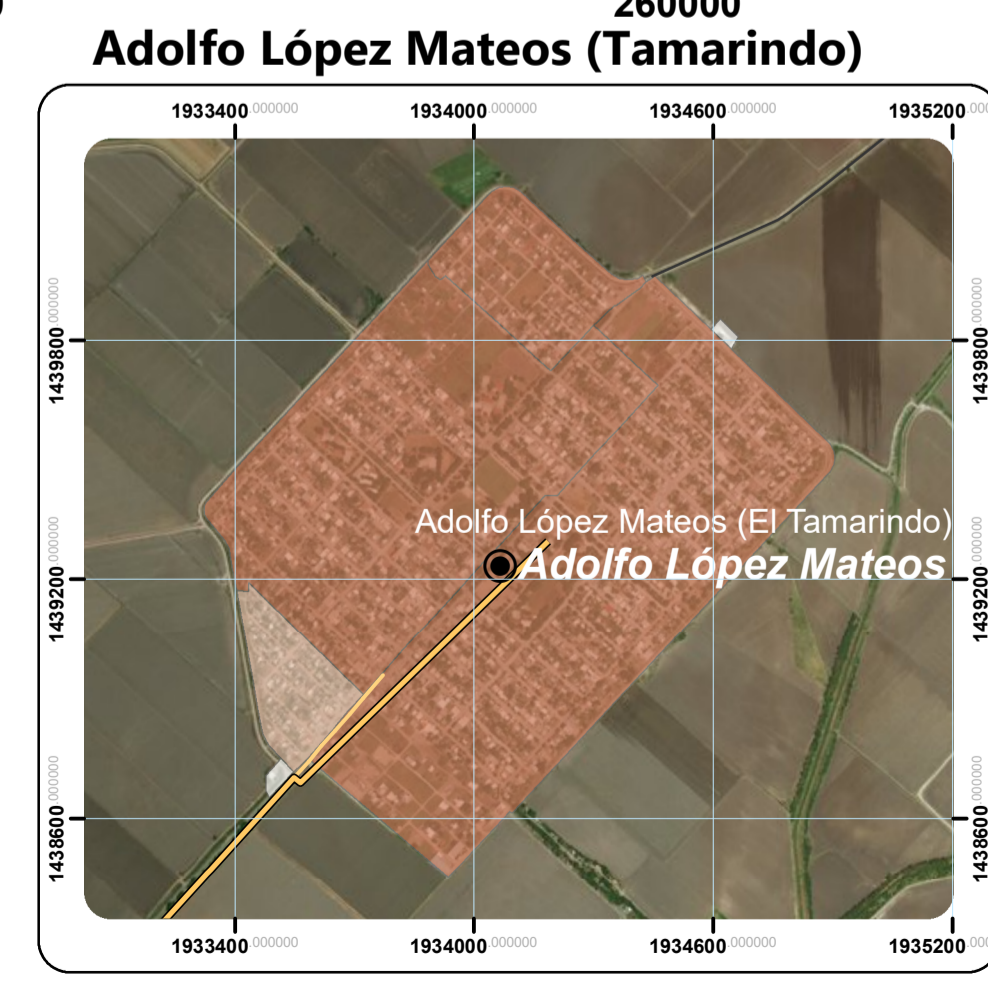 260000
Adolfo López Mateos (Tamarindo)
1933400.000000 1934000.000000 1934600.000000 1935200.00
1439800.000000 1439800.000000
Adolfo López Mateos (El Tamarindo)
Adolfo López Mateos
1439200.000000 1439200.000000
1438600.000000 1438600.000000
1933400.000000 1934000.000000 1934600.000000 1935200.00